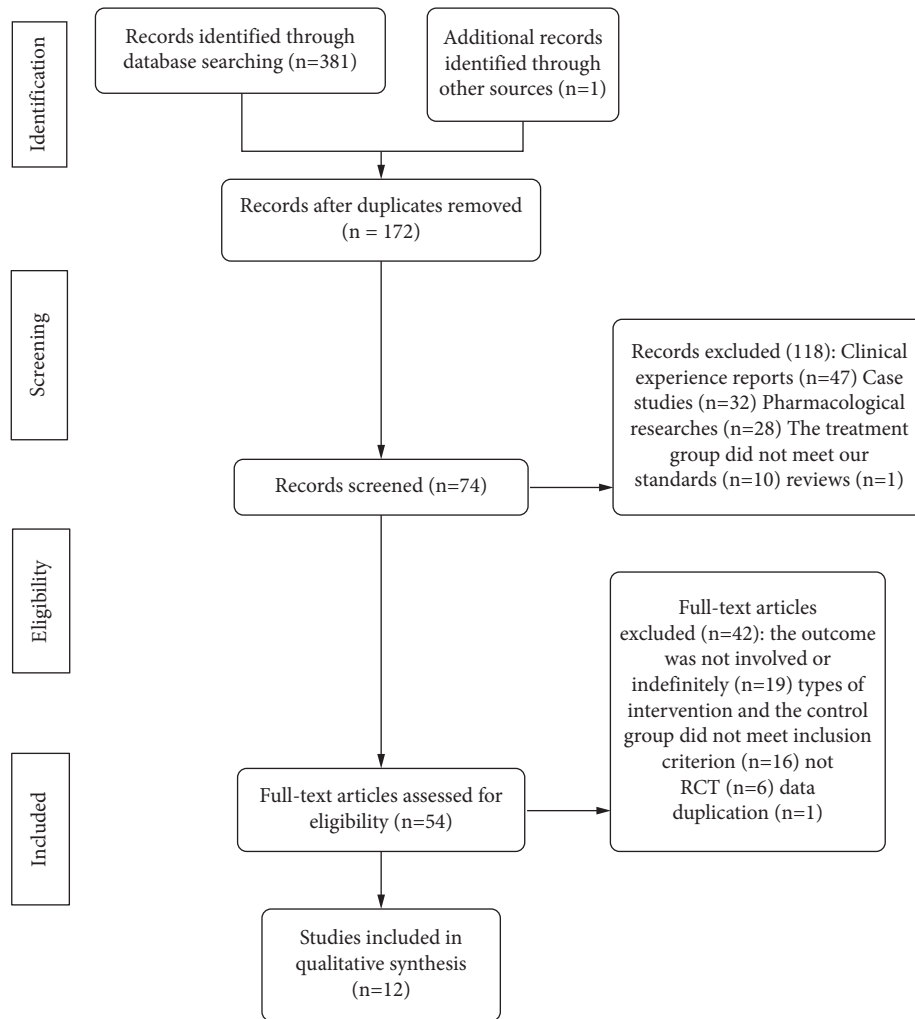 Identification
Records identified through
database searching (n=381)
Additional records
identified through
other sources (n=1)
Records after duplicates removed
(n = 172)
Screening
Records excluded (118): Clinical
experience reports (n=47) Case
studies (n=32) Pharmacological
researches (n=28) The treatment
group did not meet our
standards (n=10) reviews (n=1)
Records screened (n=74)
Eligibility
Full-text articles
excluded (n=42): the outcome
was not involved or
indefinitely (n=19) types of
intervention and the control
group did not meet inclusion
criterion (n=16) not
RCT (n=6) data
duplication (n=1)
Included
Full-text articles assessed for
eligibility (n=54)
Studies included in
qualitative synthesis
(n=12)